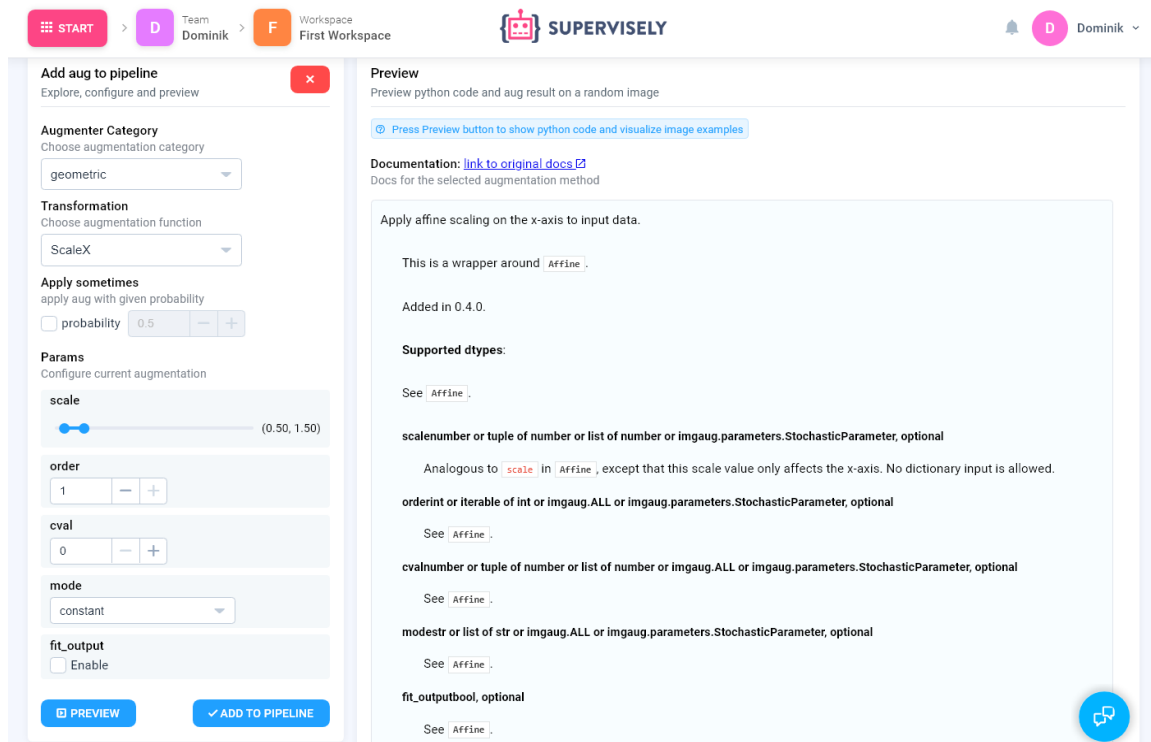 START
D
Team
Dominik
F
Workspace
First Workspace
SUPERVISELY
D
Dominik
Add aug to pipeline
Explore, configure and preview
Augmenter Category
Choose augmentation category
geometric
Transformation
Choose augmentation function
ScaleX
Apply sometimes
apply aug with given probability
probability
0.5
Params
Configure current augmentation
scale
(0.50, 1.50)
order
1
cval
0
mode
constant
fit_output
Enable
PREVIEW
ADD TO PIPELINE
Preview
Preview python code and aug result on a random image
Press Preview button to show python code and visualize image examples
Documentation: link to original docs
Docs for the selected augmentation method
Apply affine scaling on the x-axis to input data.
This is a wrapper around Affine.
Added in 0.4.0.
Supported dtypes:
See Affine.
scalenumber or tuple of number or list of number or imgaug.parameters.StochasticParameter, optional
Analogous to scale in Affine, except that this scale value only affects the x-axis. No dictionary input is allowed.
orderint or iterable of int or imgaug.ALL or imgaug.parameters.StochasticParameter, optional
See Affine.
cvalnumber or tuple of number or list of number or imgaug.ALL or imgaug.parameters.StochasticParameter, optional
See Affine.
modestr or list of str or imgaug.ALL or imgaug.parameters.StochasticParameter, optional
See Affine.
fit_outputbool, optional
See Affine.